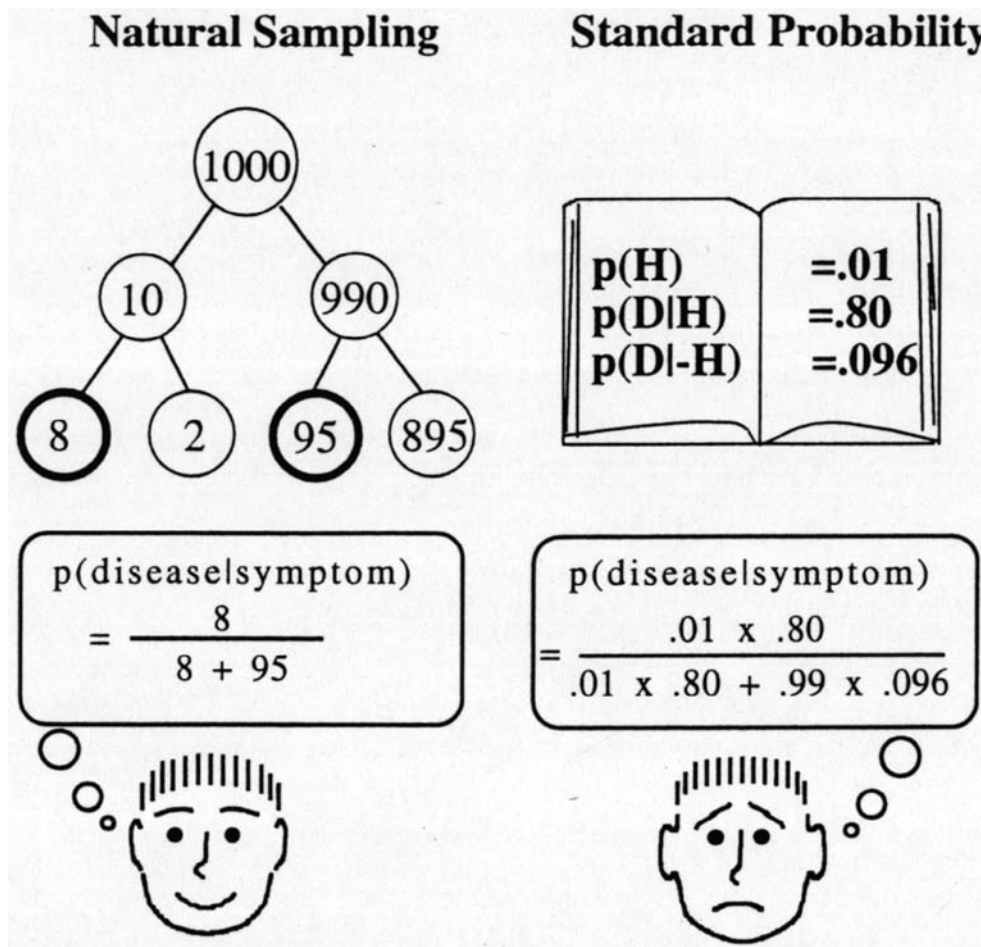 Natural Sampling
Standard Probability
1000
10 990
8 2 95 895
p(H) =.01
p(D|H) =.80
p(D|-H) =.096
p(disease|symptom)
= 8
8 + 95
p(disease|symptom)
= .01 x .80
.01 x .80 + .99 x .096